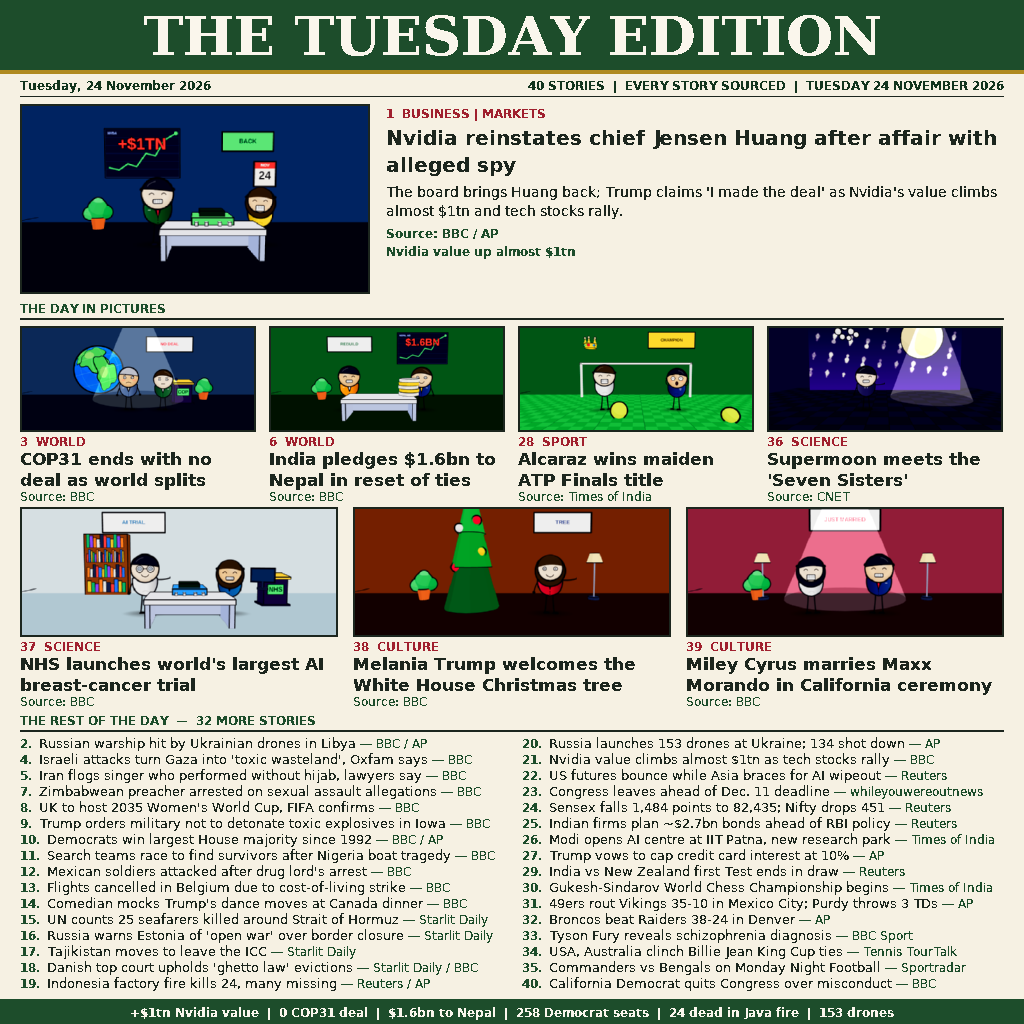 THE TUESDAY EDITION
Tuesday, 24 November 2026
40 STORIES | EVERY STORY SOURCED | TUESDAY 24 NOVEMBER 2026
+$1TN
BACK
NOV
24
1 BUSINESS | MARKETS
Nvidia reinstates chief Jensen Huang after affair with
alleged spy
The board brings Huang back; Trump claims 'I made the deal' as Nvidia's value climbs
almost $1tn and tech stocks rally.
Source: BBC / AP
Nvidia value up almost $1tn
THE DAY IN PICTURES
NO DEAL
COP
$1.6BN
CHAMPION
3 WORLD
COP31 ends with no
deal as world splits
Source: BBC
6 WORLD
India pledges $1.6bn to
Nepal in reset of ties
Source: BBC
28 SPORT
Alcaraz wins maiden
ATP Finals title
Source: Times of India
36 SCIENCE
Supermoon meets the
'Seven Sisters'
Source: CNET
AI TRIAL
NHS
TREE
JUST MARRIED
37 SCIENCE
NHS launches world's largest AI
breast-cancer trial
Source: BBC
38 CULTURE
Melania Trump welcomes the
White House Christmas tree
Source: BBC
39 CULTURE
Miley Cyrus marries Maxx
Morando in California ceremony
Source: BBC
THE REST OF THE DAY — 32 MORE STORIES
2. Russian warship hit by Ukrainian drones in Libya — BBC / AP
4. Israeli attacks turn Gaza into 'toxic wasteland', Oxfam says — BBC
5. Iran flogs singer who performed without hijab, lawyers say — BBC
7. Zimbabwean preacher arrested on sexual assault allegations — BBC
8. UK to host 2035 Women's World Cup, FIFA confirms — BBC
9. Trump orders military not to detonate toxic explosives in Iowa — BBC
10. Democrats win largest House majority since 1992 — BBC / AP
11. Search teams race to find survivors after Nigeria boat tragedy — BBC
12. Mexican soldiers attacked after drug lord's arrest — BBC
13. Flights cancelled in Belgium due to cost-of-living strike — BBC
14. Comedian mocks Trump's dance moves at Canada dinner — BBC
15. UN counts 25 seafarers killed around Strait of Hormuz — Starlit Daily
16. Russia warns Estonia of 'open war' over border closure — Starlit Daily
17. Tajikistan moves to leave the ICC — Starlit Daily
18. Danish top court upholds 'ghetto law' evictions — Starlit Daily / BBC
19. Indonesia factory fire kills 24, many missing — Reuters / AP
20. Russia launches 153 drones at Ukraine; 134 shot down — AP
21. Nvidia value climbs almost $1tn as tech stocks rally — BBC
22. US futures bounce while Asia braces for AI wipeout — Reuters
23. Congress leaves ahead of Dec. 11 deadline — whileyouwereoutnews
24. Sensex falls 1,484 points to 82,435; Nifty drops 451 — Reuters
25. Indian firms plan ~$2.7bn bonds ahead of RBI policy — Reuters
26. Modi opens AI centre at IIT Patna, new research park — Times of India
27. Trump vows to cap credit card interest at 10% — AP
29. India vs New Zealand first Test ends in draw — Reuters
30. Gukesh-Sindarov World Chess Championship begins — Times of India
31. 49ers rout Vikings 35-10 in Mexico City; Purdy throws 3 TDs — AP
32. Broncos beat Raiders 38-24 in Denver — AP
33. Tyson Fury reveals schizophrenia diagnosis — BBC Sport
34. USA, Australia clinch Billie Jean King Cup ties — Tennis TourTalk
35. Commanders vs Bengals on Monday Night Football — Sportradar
40. California Democrat quits Congress over misconduct — BBC
+$1tn Nvidia value | 0 COP31 deal | $1.6bn to Nepal | 258 Democrat seats | 24 dead in Java fire | 153 drones